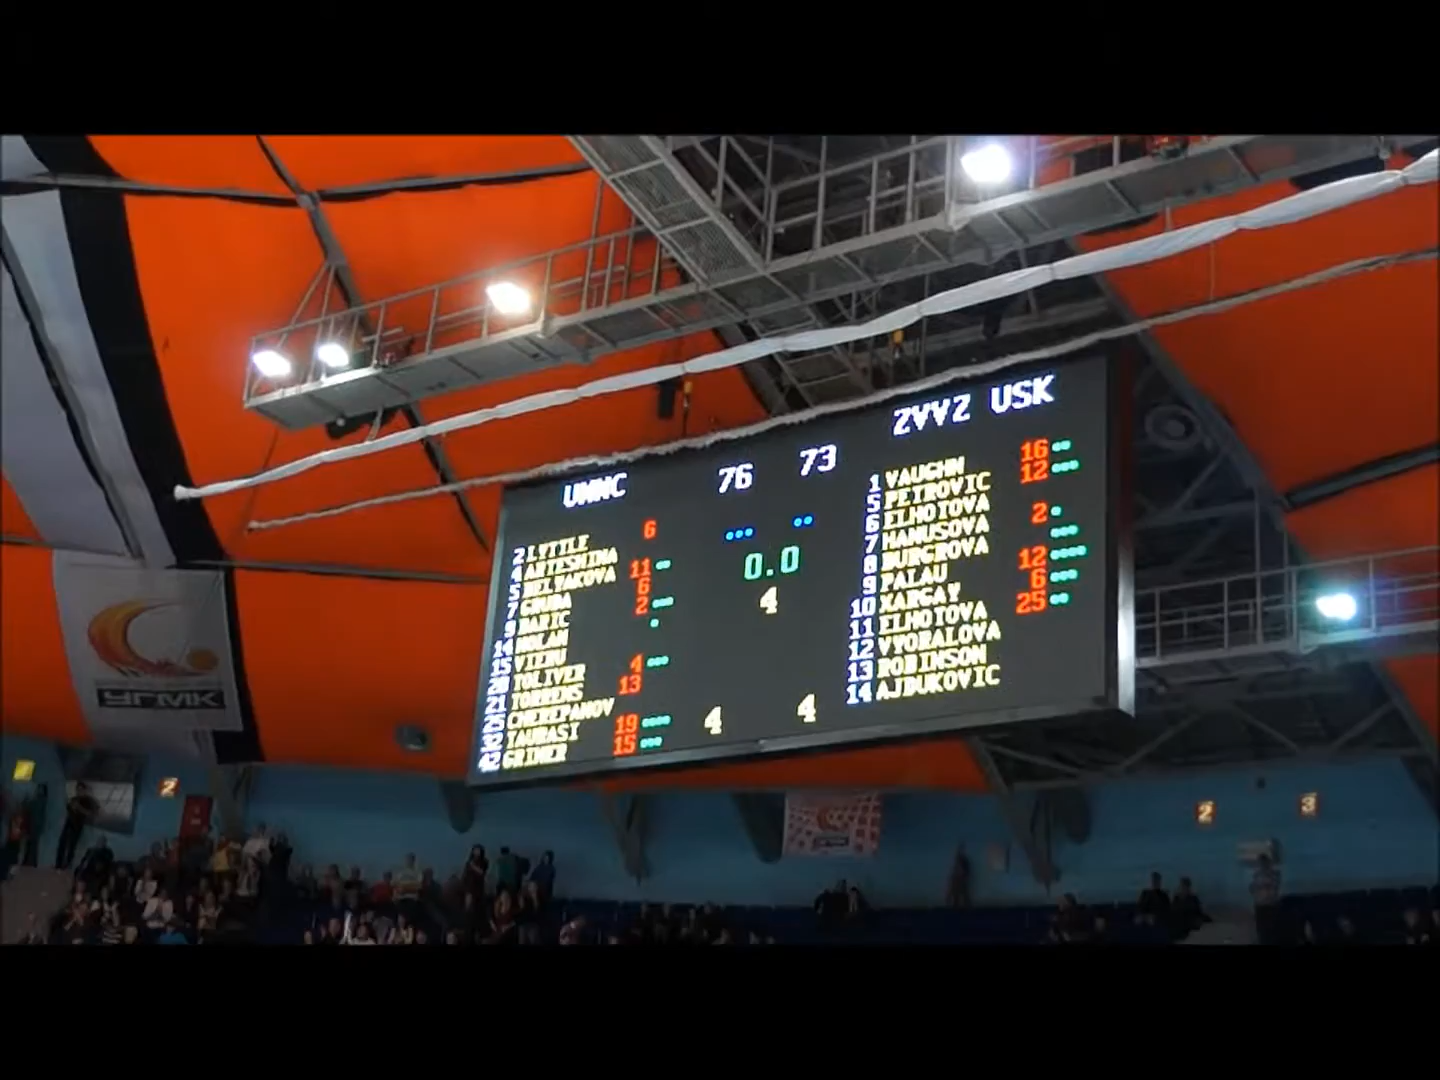 UMMC 76 73 ZVVZ USK
0.0
4
4 4
2 LYTTLE 6
4 ARTESHINA
5 BELYAKOVA 11
7 GRUDA 6
9 BARIC 2
14 NOLAN
15 VIERU
20 TOLIVER 4
21 TORRENS 13
25 CHEREPANOV
32 TAURASI 19
42 GRINER 15
1 VAUGHN 16
5 PETROVIC 12
6 ELHOTOVA
7 HANUSOVA 2
8 BURGROVA
9 PALAU 12
10 XARGAY 6
11 ELHOTOVA 25
12 VYORALOVA
13 ROBINSON
14 AJDUKOVIC
УГМК
2
2
3